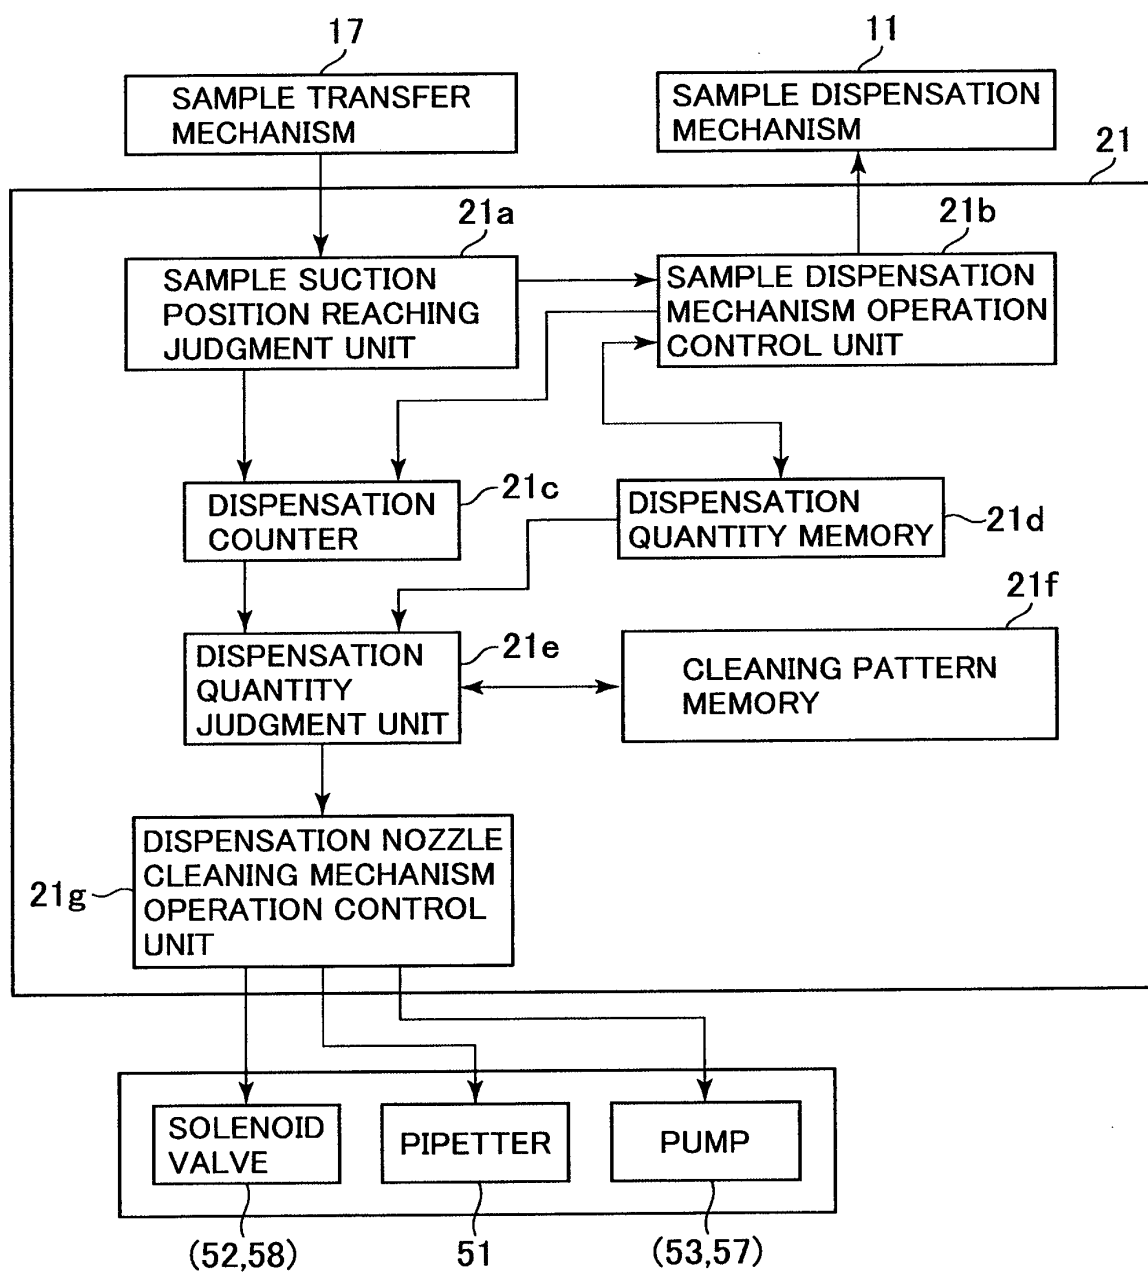 17
11
SAMPLE TRANSFER
MECHANISM
SAMPLE DISPENSATION
MECHANISM
21
21a
21b
SAMPLE SUCTION
POSITION REACHING
JUDGMENT UNIT
SAMPLE DISPENSATION
MECHANISM OPERATION
CONTROL UNIT
21c
DISPENSATION
COUNTER
DISPENSATION
QUANTITY MEMORY
21d
21f
21e
DISPENSATION
QUANTITY
JUDGMENT UNIT
CLEANING PATTERN
MEMORY
21g
DISPENSATION NOZZLE
CLEANING MECHANISM
OPERATION CONTROL
UNIT
SOLENOID
VALVE
PIPETTER
PUMP
(52,58)
51
(53,57)